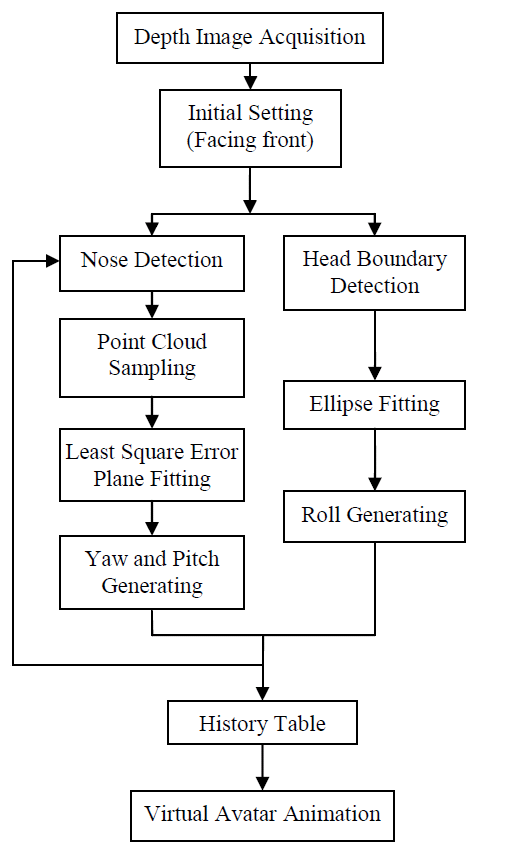 Depth Image Acquisition
Initial Setting
(Facing front)
Nose Detection
Point Cloud
Sampling
Least Square Error
Plane Fitting
Yaw and Pitch
Generating
Head Boundary
Detection
Ellipse Fitting
Roll Generating
History Table
Virtual Avatar Animation